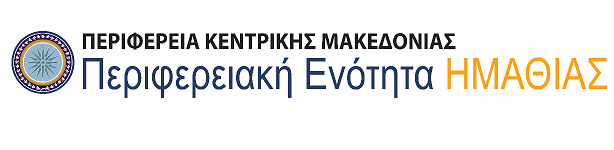 ΠΕΡΙΦΕΡΕΙΑ ΚΕΝΤΡΙΚΗΣ ΜΑΚΕΔΟΝΙΑΣ
Περιφερειακή Ενότητα ΗΜΑΘΙΑΣ